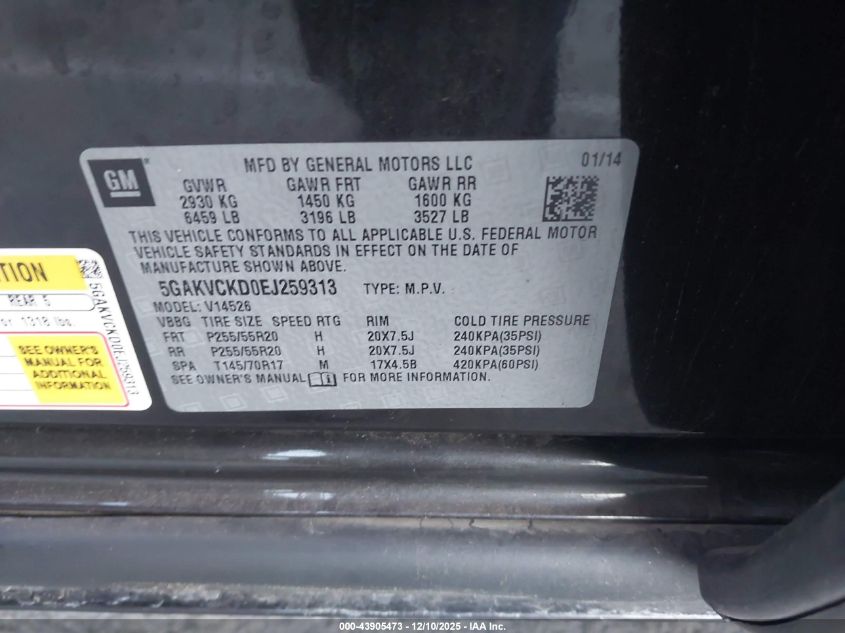 GM
MFD BY GENERAL MOTORS LLC 01/14
GVWR GAWR FRT GAWR RR
2930 KG 1450 KG 1600 KG
6459 LB 3196 LB 3527 LB
THIS VEHICLE CONFORMS TO ALL APPLICABLE U.S. FEDERAL MOTOR
VEHICLE SAFETY STANDARDS IN EFFECT ON THE DATE OF
MANUFACTURE SHOWN ABOVE.
5GAKVCKD0EJ259313 TYPE: M.P.V.
MODEL: V14526
VBBG TIRE SIZE SPEED RTG RIM COLD TIRE PRESSURE
FRT P255/55R20 H 20X7.5J 240KPA(35PSI)
RR P255/55R20 H 20X7.5J 240KPA(35PSI)
SPA T145/70R17 M 17X4.5B 420KPA(60PSI)
SEE OWNER'S MANUAL FOR MORE INFORMATION.
REAR 5
1318 lbs.
SEE OWNER'S
MANUAL FOR
ADDITIONAL
INFORMATION
5GAKVCKD0EJ259313
000-43905473 - 12/10/2025 - IAA Inc.